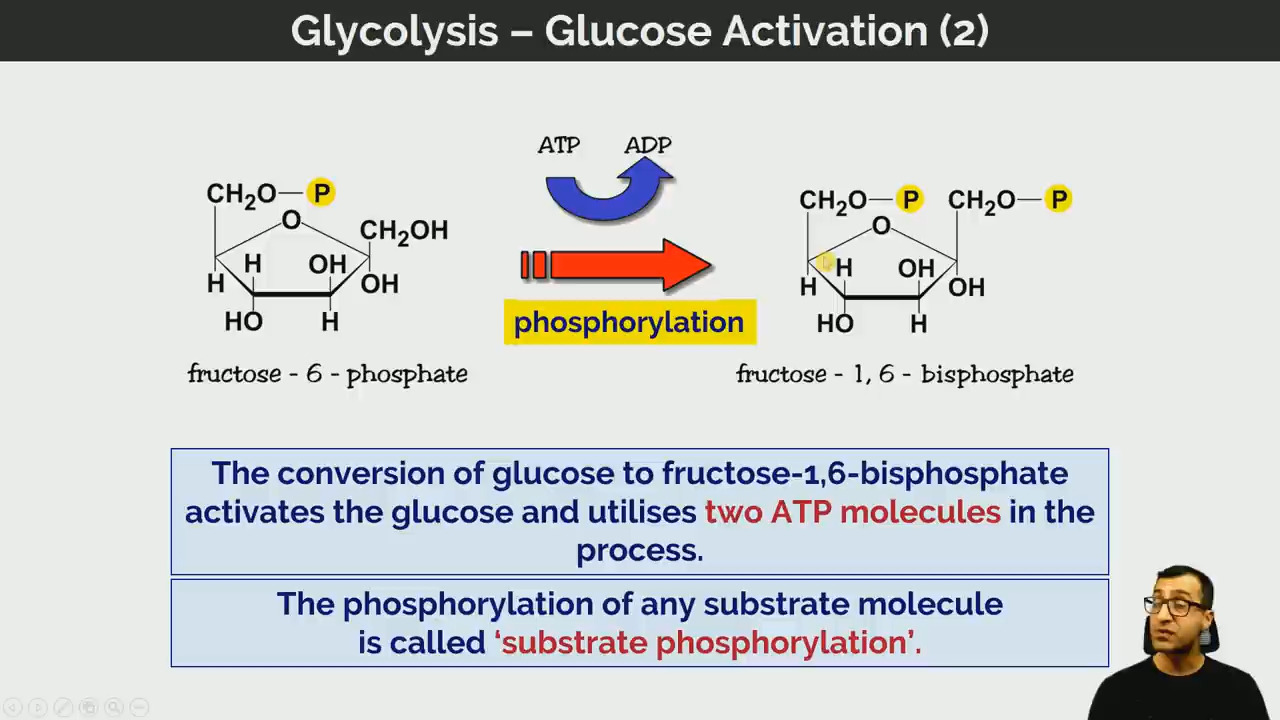 Glycolysis – Glucose Activation (2)
ATP ADP
CH2O — P
O
CH2OH
H OH
H OH
HO H
fructose - 6 - phosphate
phosphorylation
CH2O — P CH2O — P
O
H OH
H OH
HO H
fructose - 1, 6 - bisphosphate
The conversion of glucose to fructose-1,6-bisphosphate
activates the glucose and utilises two ATP molecules in the
process.
The phosphorylation of any substrate molecule
is called ‘substrate phosphorylation’.